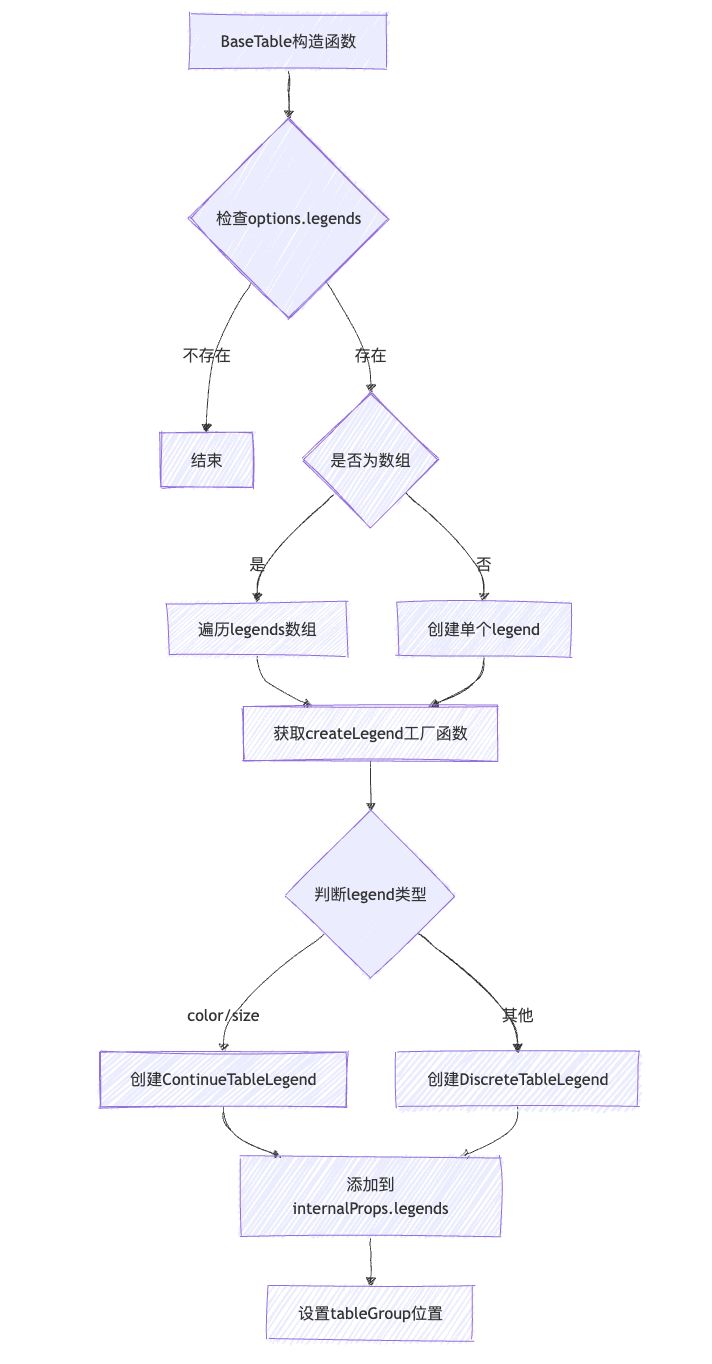 BaseTable构造函数
检查options.legends
不存在
存在
结束
是否为数组
是
否
遍历legends数组
创建单个legend
获取createLegend工厂函数
判断legend类型
color/size
其他
创建ContinueTableLegend
创建DiscreteTableLegend
添加到
internalProps.legends
设置tableGroup位置